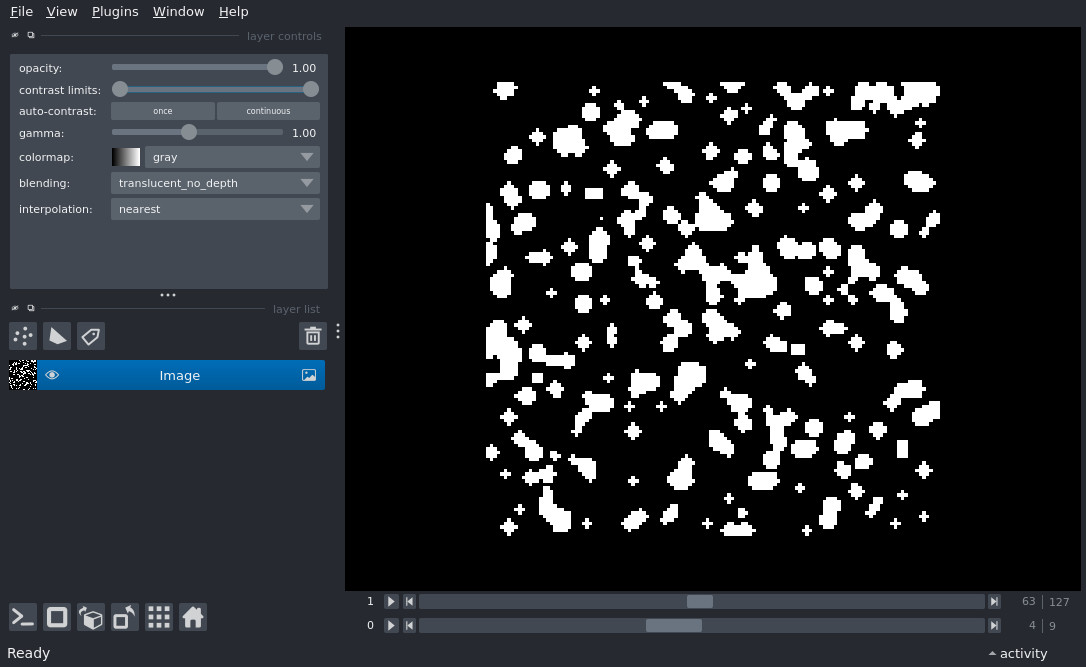 File View Plugins Window Help
layer controls
opacity: 1.00
contrast limits:
auto-contrast: once continuous
gamma: 1.00
colormap: gray
blending: translucent_no_depth
interpolation: nearest
layer list
Image
1 63 127
0 4 9
Ready activity